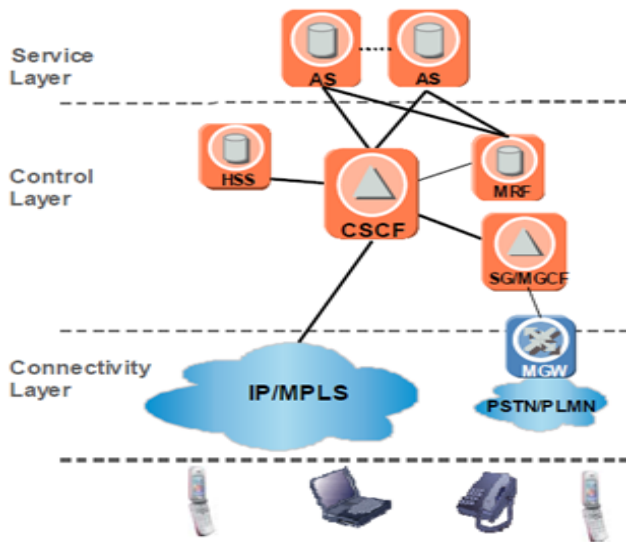 Service
Layer
AS
AS
Control
Layer
HSS
CSCF
MRF
SG/MGCF
Connectivity
Layer
IP/MPLS
MGW
PSTN/PLMN